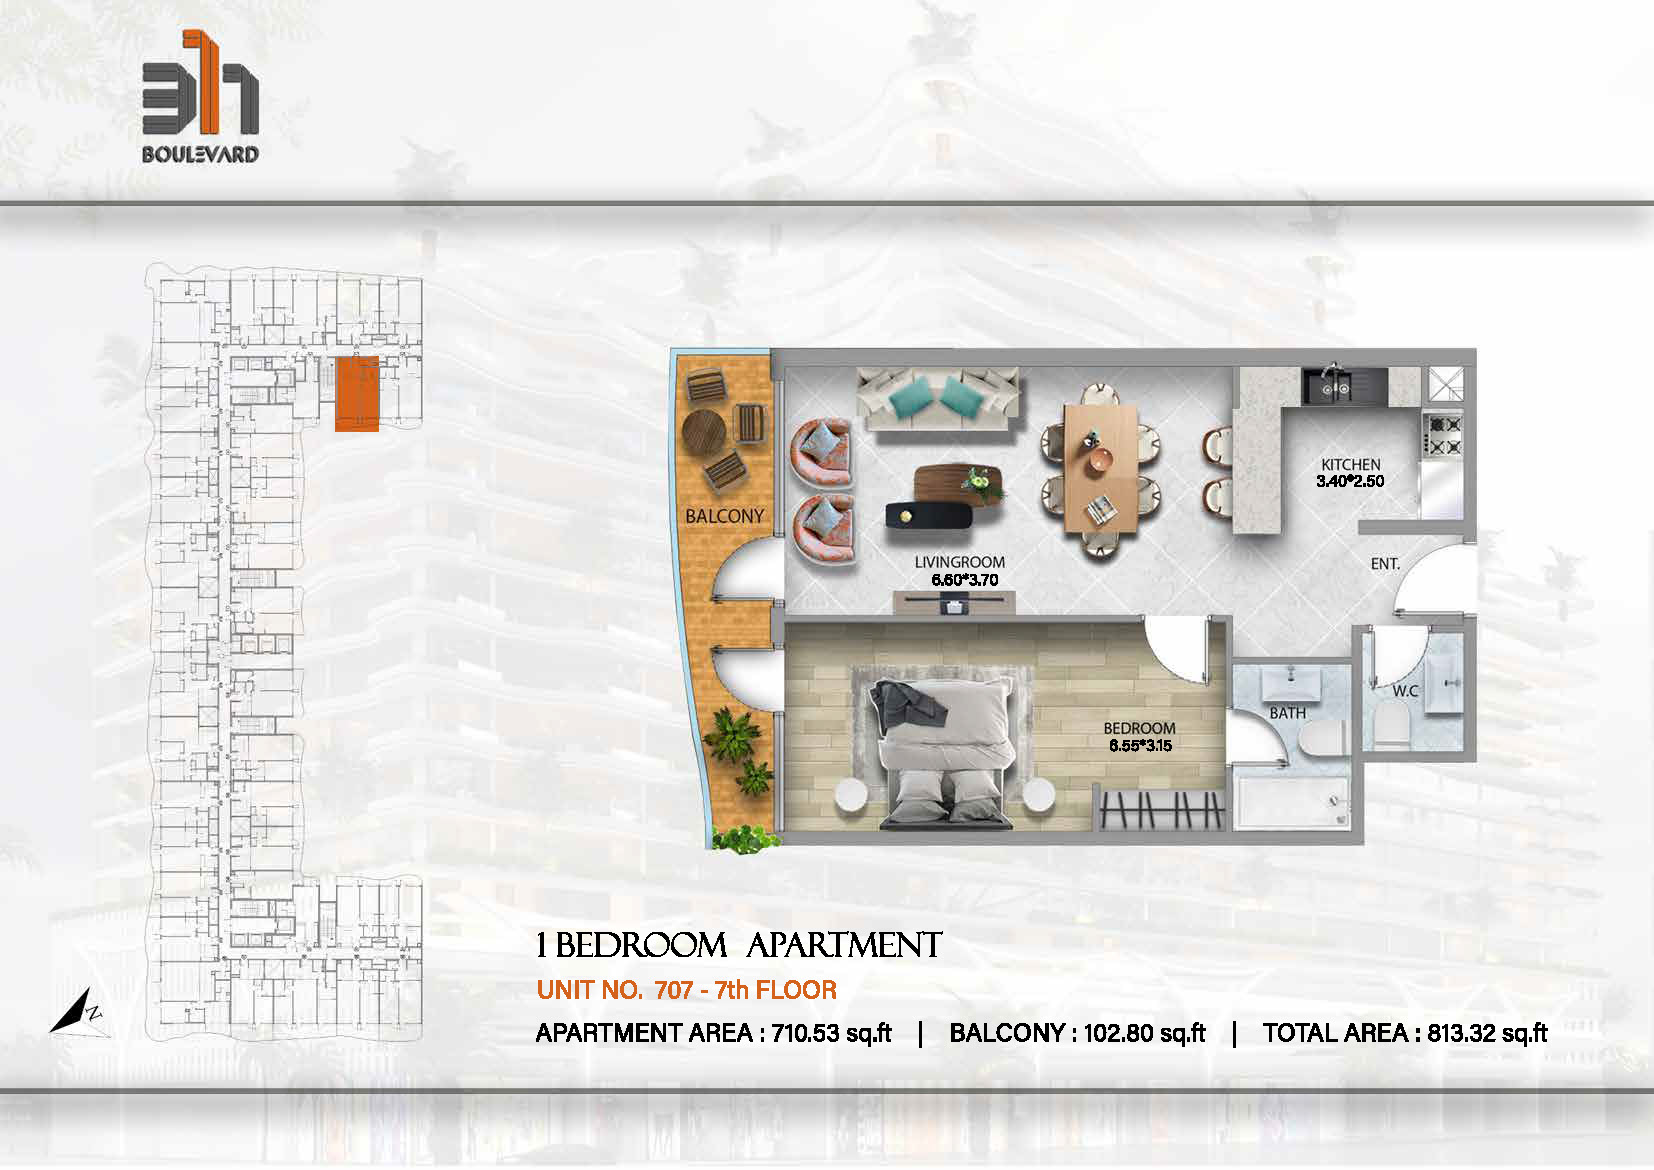 311
BOULEVARD
BALCONY
LIVINGROOM
6.60*3.70
KITCHEN
3.40*2.50
ENT.
W.C
BATH
BEDROOM
6.55*3.15
N
1 BEDROOM APARTMENT
UNIT NO. 707 - 7th FLOOR
APARTMENT AREA : 710.53 sq.ft | BALCONY : 102.80 sq.ft | TOTAL AREA : 813.32 sq.ft